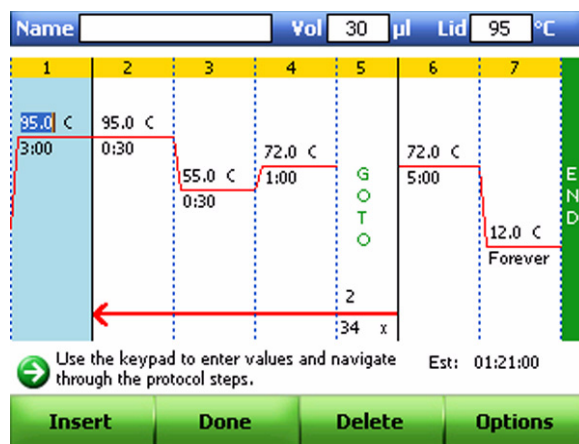 Name Vol 30 µl Lid 95 °C
1 2 3 4 5 6 7
95.0 C 95.0 C
3:00 0:30
72.0 C 72.0 C
55.0 C 1:00 5:00
0:30
GOTO
END
12.0 C
Forever
2
34 x
Use the keypad to enter values and navigate Est: 01:21:00
through the protocol steps.
Insert Done Delete Options